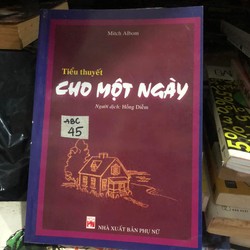 Mitch Albom
Tiểu thuyết
CHO MỘT NGÀY
Người dịch: Hồng Diễm
ABC
45
NHÀ XUẤT BẢN PHỤ NỮ